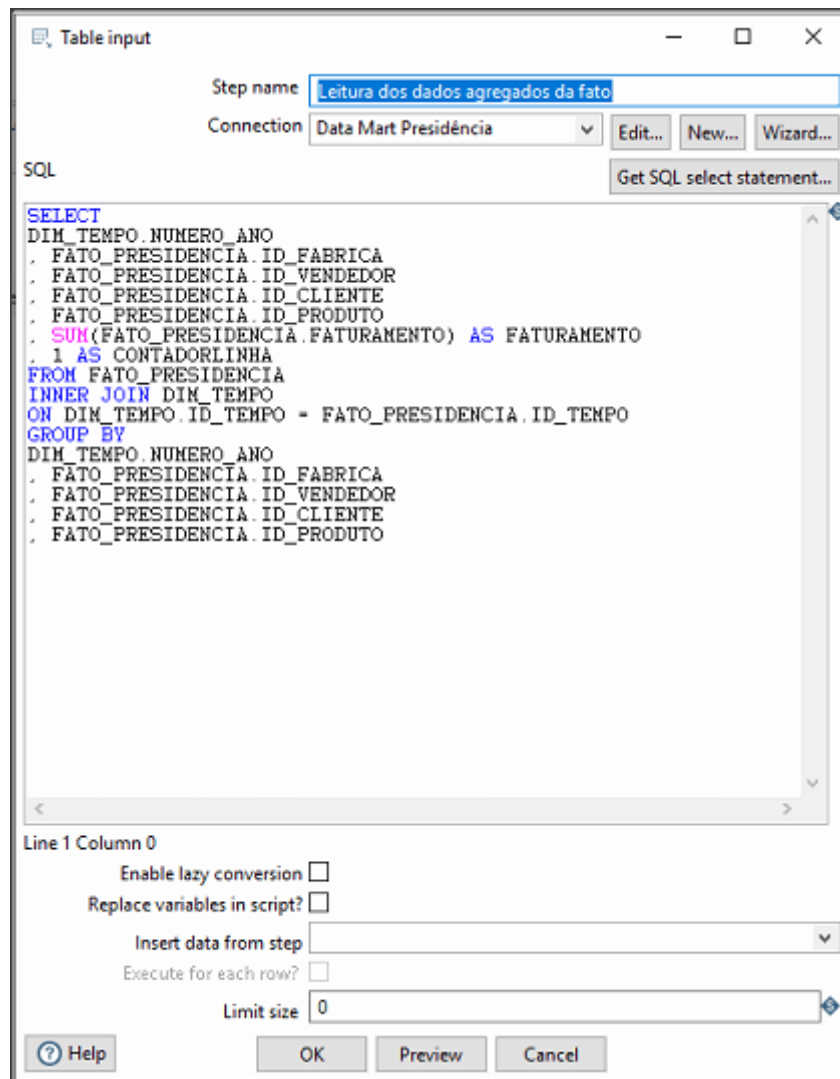 Table input
Step name Leitura dos dados agregados da fato
Connection Data Mart Presidência Edit... New... Wizard...
SQL Get SQL select statement...
SELECT
DIM_TEMPO.NUMERO_ANO
, FATO_PRESIDENCIA.ID_FABRICA
, FATO_PRESIDENCIA.ID_VENDEDOR
, FATO_PRESIDENCIA.ID_CLIENTE
, FATO_PRESIDENCIA.ID_PRODUTO
, SUM(FATO_PRESIDENCIA.FATURAMENTO) AS FATURAMENTO
, 1 AS CONTADORLINHA
FROM FATO_PRESIDENCIA
INNER JOIN DIM_TEMPO
ON DIM_TEMPO.ID_TEMPO = FATO_PRESIDENCIA.ID_TEMPO
GROUP BY
DIM_TEMPO.NUMERO_ANO
, FATO_PRESIDENCIA.ID_FABRICA
, FATO_PRESIDENCIA.ID_VENDEDOR
, FATO_PRESIDENCIA.ID_CLIENTE
, FATO_PRESIDENCIA.ID_PRODUTO
Line 1 Column 0
Enable lazy conversion
Replace variables in script?
Insert data from step
Execute for each row?
Limit size 0
Help OK Preview Cancel